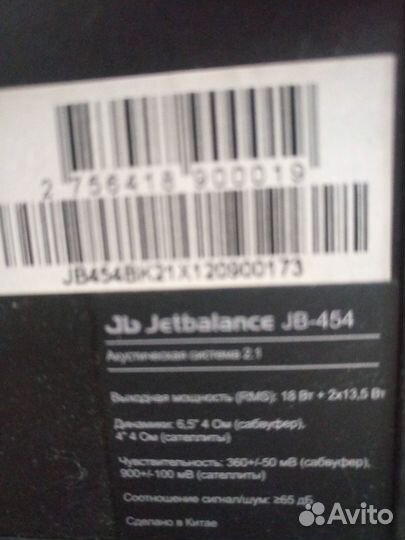 2 756418 900019
JB454BK21X120900173
Jb Jetbalance JB-454
Акустическая система 2.1
Выходная мощность (RMS): 18 Вт + 2x13,5 Вт
Динамики: 6,5" 4 Ом (сабвуфер),
4" 4 Ом (сателлиты)
Чувствительность: 360+/-50 мВ (сабвуфер),
900+/-100 мВ (сателлиты)
Соотношение сигнал/шум: ≥65 дБ
Сделано в Китае
Avito